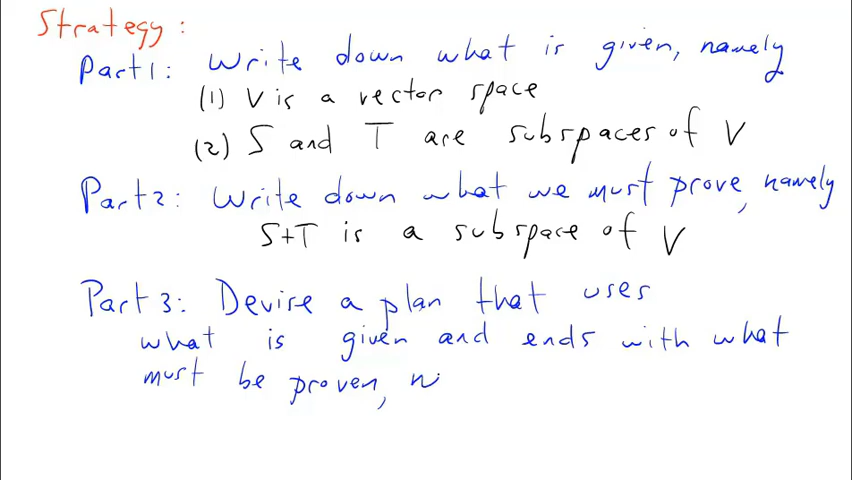 Strategy:
Part 1: Write down what is given, namely
(1) V is a vector space
(2) S and T are subspaces of V
Part 2: Write down what we must prove, namely
S+T is a subspace of V
Part 3: Devise a plan that uses
what is given and ends with what
must be proven,